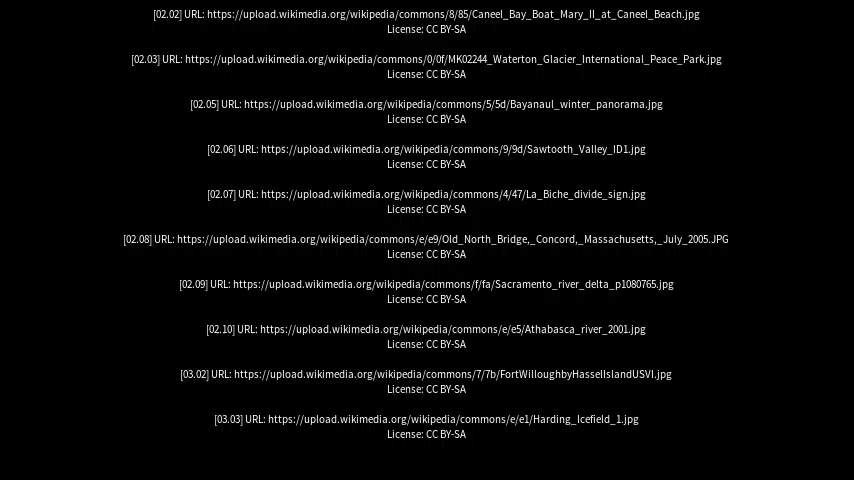 [02.02] URL: https://upload.wikimedia.org/wikipedia/commons/8/85/Caneel_Bay_Boat_Mary_II_at_Caneel_Beach.jpg
License: CC BY-SA
[02.03] URL: https://upload.wikimedia.org/wikipedia/commons/0/0f/MK02244_Waterton_Glacier_International_Peace_Park.jpg
License: CC BY-SA
[02.05] URL: https://upload.wikimedia.org/wikipedia/commons/5/5d/Bayanaul_winter_panorama.jpg
License: CC BY-SA
[02.06] URL: https://upload.wikimedia.org/wikipedia/commons/9/9d/Sawtooth_Valley_ID1.jpg
License: CC BY-SA
[02.07] URL: https://upload.wikimedia.org/wikipedia/commons/4/47/La_Biche_divide_sign.jpg
License: CC BY-SA
[02.08] URL: https://upload.wikimedia.org/wikipedia/commons/e/e9/Old_North_Bridge,_Concord,_Massachusetts,_July_2005.JPG
License: CC BY-SA
[02.09] URL: https://upload.wikimedia.org/wikipedia/commons/f/fa/Sacramento_river_delta_p1080765.jpg
License: CC BY-SA
[02.10] URL: https://upload.wikimedia.org/wikipedia/commons/e/e5/Athabasca_river_2001.jpg
License: CC BY-SA
[03.02] URL: https://upload.wikimedia.org/wikipedia/commons/7/7b/FortWilloughbyHasselIslandUSVI.jpg
License: CC BY-SA
[03.03] URL: https://upload.wikimedia.org/wikipedia/commons/e/e1/Harding_Icefield_1.jpg
License: CC BY-SA